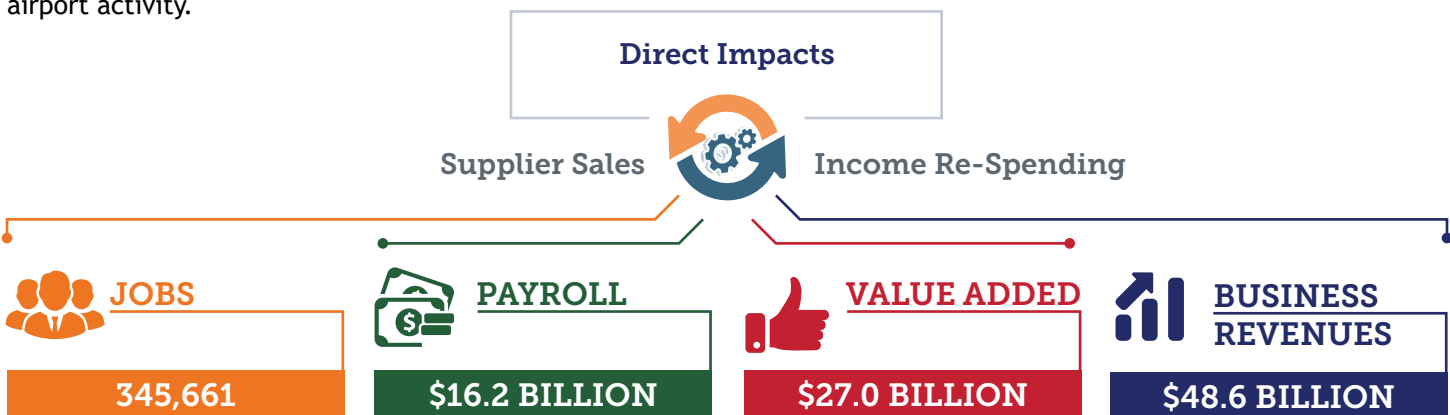 airport activity.
Direct Impacts
Supplier Sales
Income Re-Spending
JOBS
345,661
PAYROLL
$16.2 BILLION
VALUE ADDED
$27.0 BILLION
BUSINESS
REVENUES
$48.6 BILLION